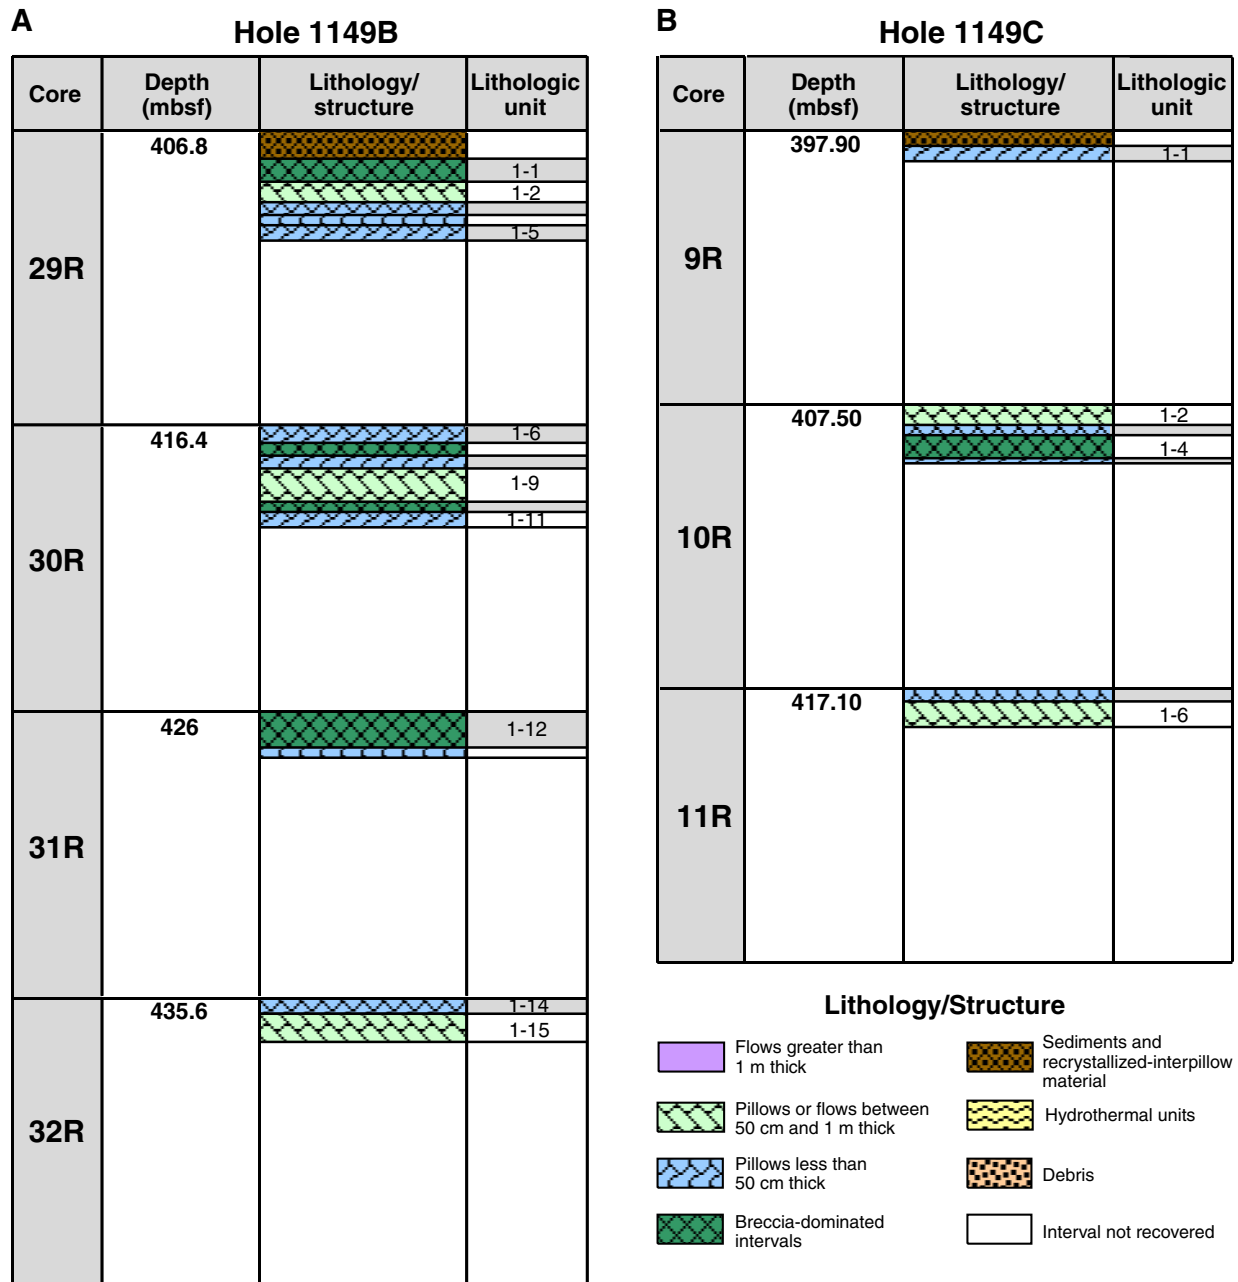 A
Hole 1149B
Core
Depth
(mbsf)
Lithology/
structure
Lithologic
unit
29R
406.8
1-1
1-2
1-5
30R
416.4
1-6
1-9
1-11
31R
426
1-12
32R
435.6
1-14
1-15
B
Hole 1149C
Core
Depth
(mbsf)
Lithology/
structure
Lithologic
unit
9R
397.90
1-1
10R
407.50
1-2
1-4
11R
417.10
1-6
Lithology/Structure
Flows greater than
1 m thick
Pillows or flows between
50 cm and 1 m thick
Pillows less than
50 cm thick
Breccia-dominated
intervals
Sediments and
recrystallized-interpillow
material
Hydrothermal units
Debris
Interval not recovered